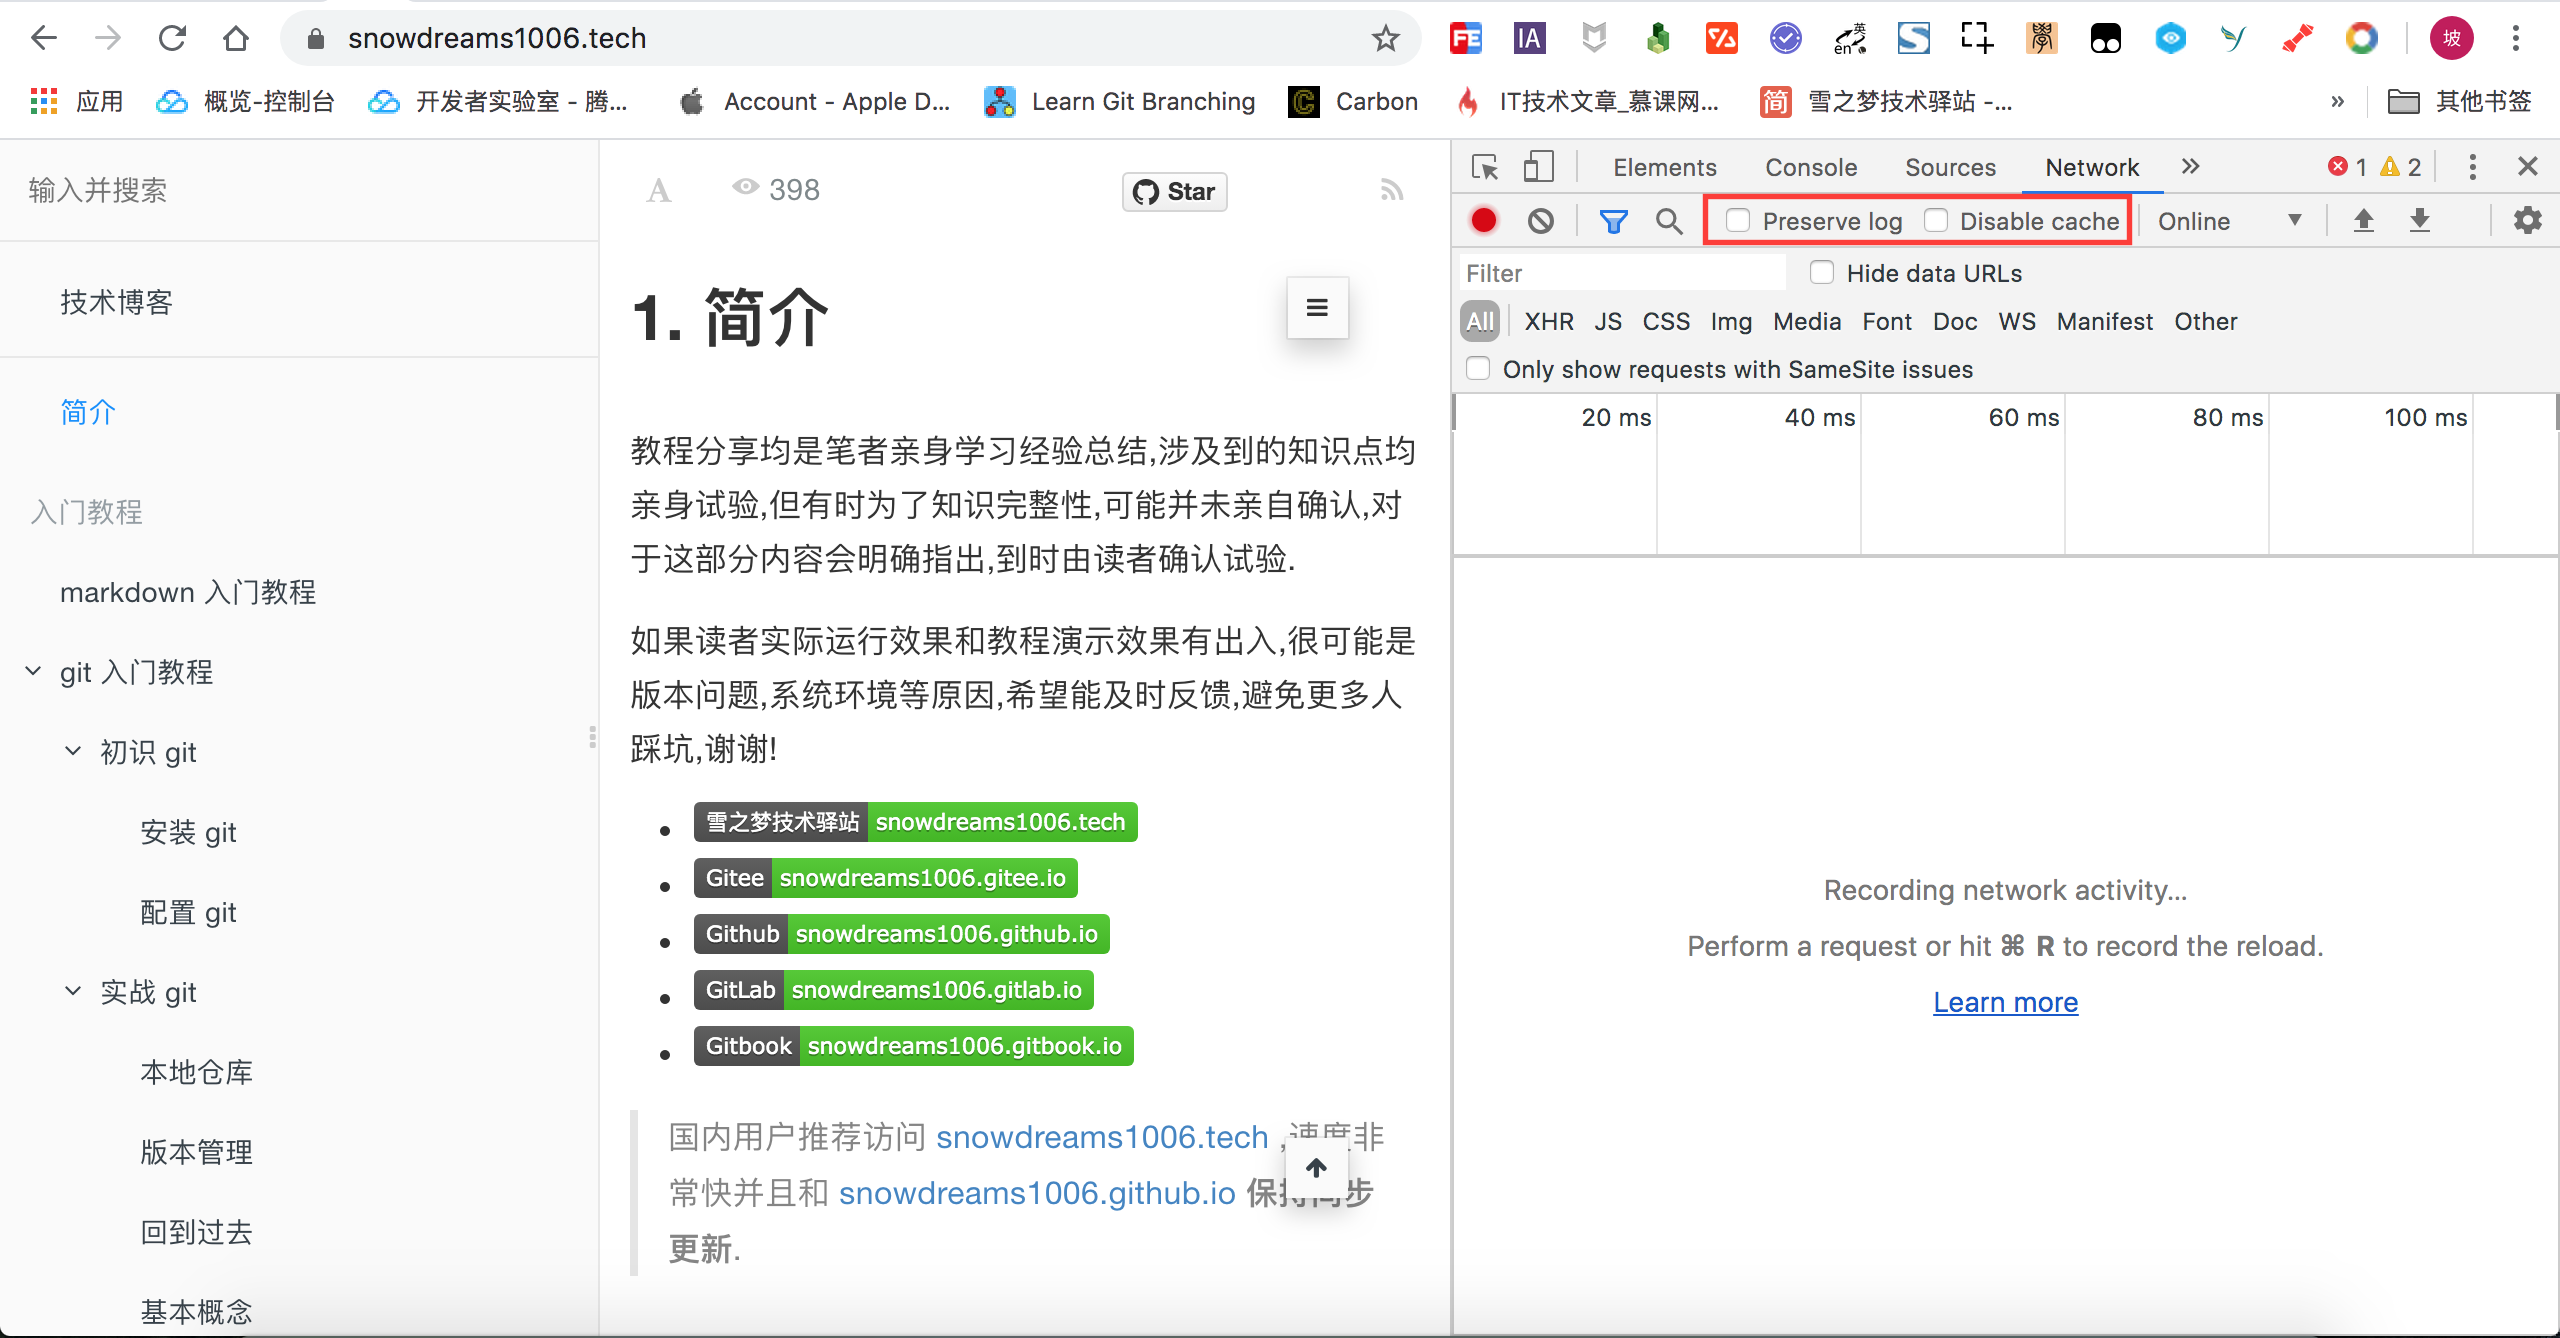 snowdreams1006.tech
FE
IA
英
en
學
坡
应用
概览-控制台
开发者实验室 - 腾...
Account - Apple D...
Learn Git Branching
Carbon
IT技术文章_慕课网...
简
雪之梦技术驿站 -...
»
其他书签
输入并搜索
技术博客
简介
入门教程
markdown 入门教程
git 入门教程
初识 git
安装 git
配置 git
实战 git
本地仓库
版本管理
回到过去
基本概念
A
398
Star
1. 简介
教程分享均是笔者亲身学习经验总结,涉及到的知识点均
亲身试验,但有时为了知识完整性,可能并未亲自确认,对
于这部分内容会明确指出,到时由读者确认试验.
如果读者实际运行效果和教程演示效果有出入,很可能是
版本问题,系统环境等原因,希望能及时反馈,避免更多人
踩坑,谢谢!
雪之梦技术驿站 snowdreams1006.tech
Gitee snowdreams1006.gitee.io
Github snowdreams1006.github.io
GitLab snowdreams1006.gitlab.io
Gitbook snowdreams1006.gitbook.io
国内用户推荐访问 snowdreams1006.tech ,速度非
常快并且和 snowdreams1006.github.io 保持同步
更新.
Elements Console Sources Network » 1 2
Preserve log Disable cache Online
Filter Hide data URLs
All XHR JS CSS Img Media Font Doc WS Manifest Other
Only show requests with SameSite issues
20 ms 40 ms 60 ms 80 ms 100 ms
Recording network activity...
Perform a request or hit ⌘ R to record the reload.
Learn more